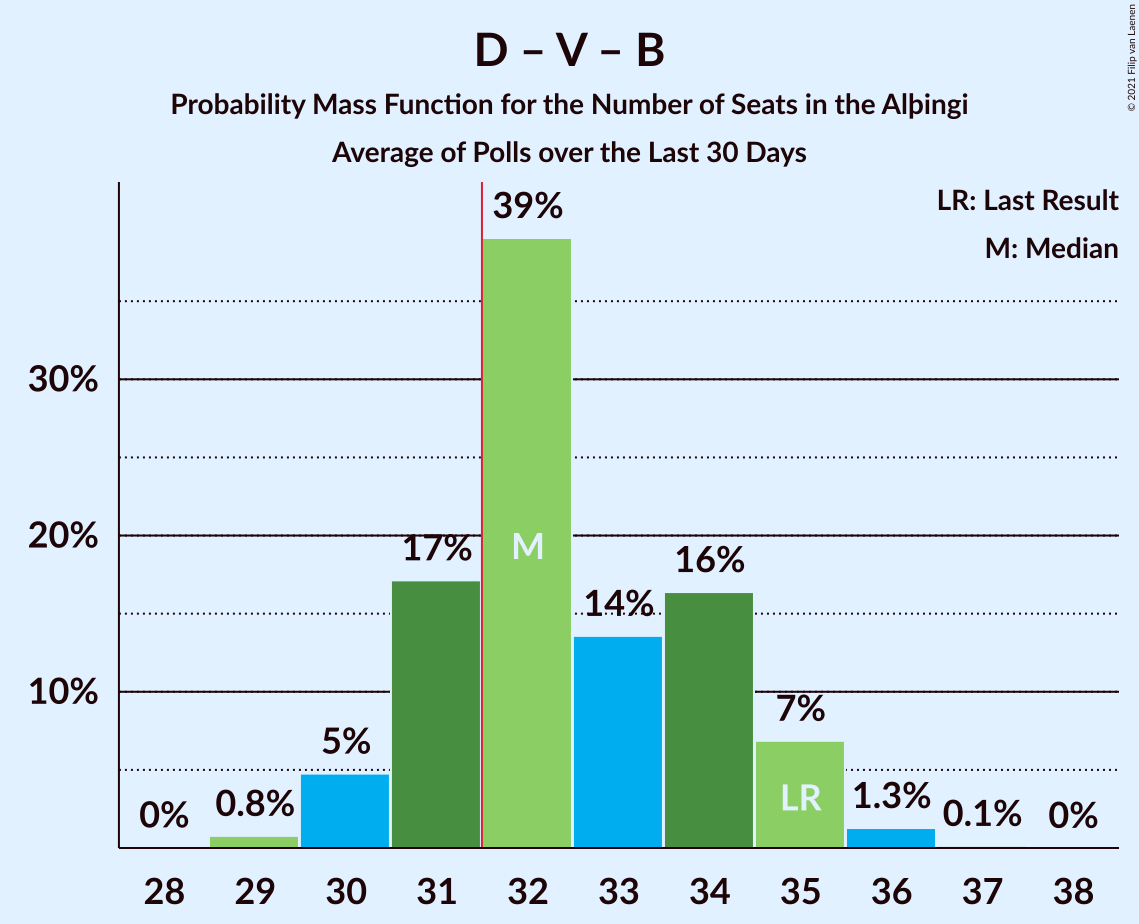 D – V – B
Probability Mass Function for the Number of Seats in the Alþingi
Average of Polls over the Last 30 Days
© 2021 Filip van Laenen
LR: Last Result
M: Median
30%
20%
10%
0%
0.8%
5%
17%
39%
M
14%
16%
7%
LR
1.3%
0.1%
0%
28 29 30 31 32 33 34 35 36 37 38